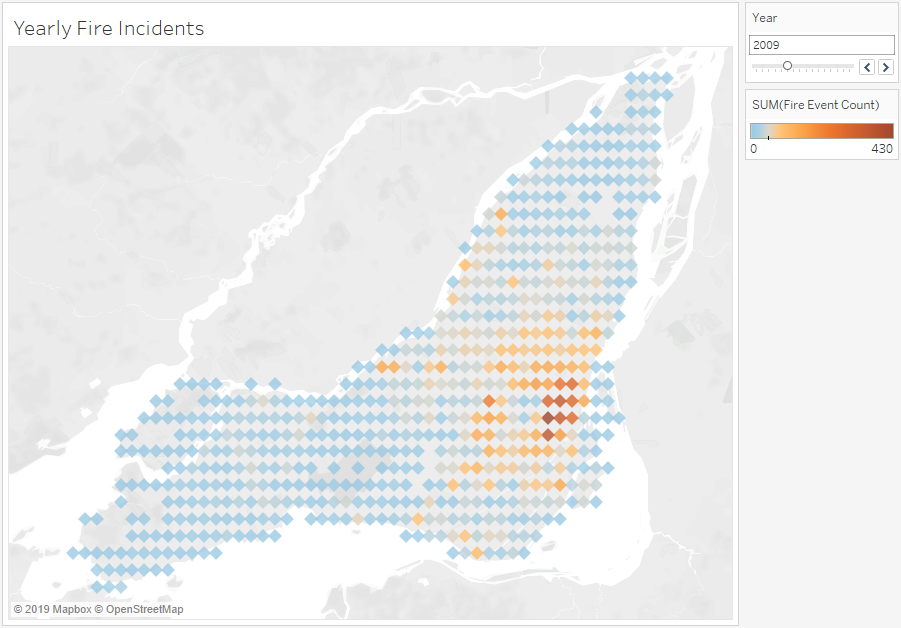 Yearly Fire Incidents
Year
2009
SUM(Fire Event Count)
0 430
© 2019 Mapbox © OpenStreetMap